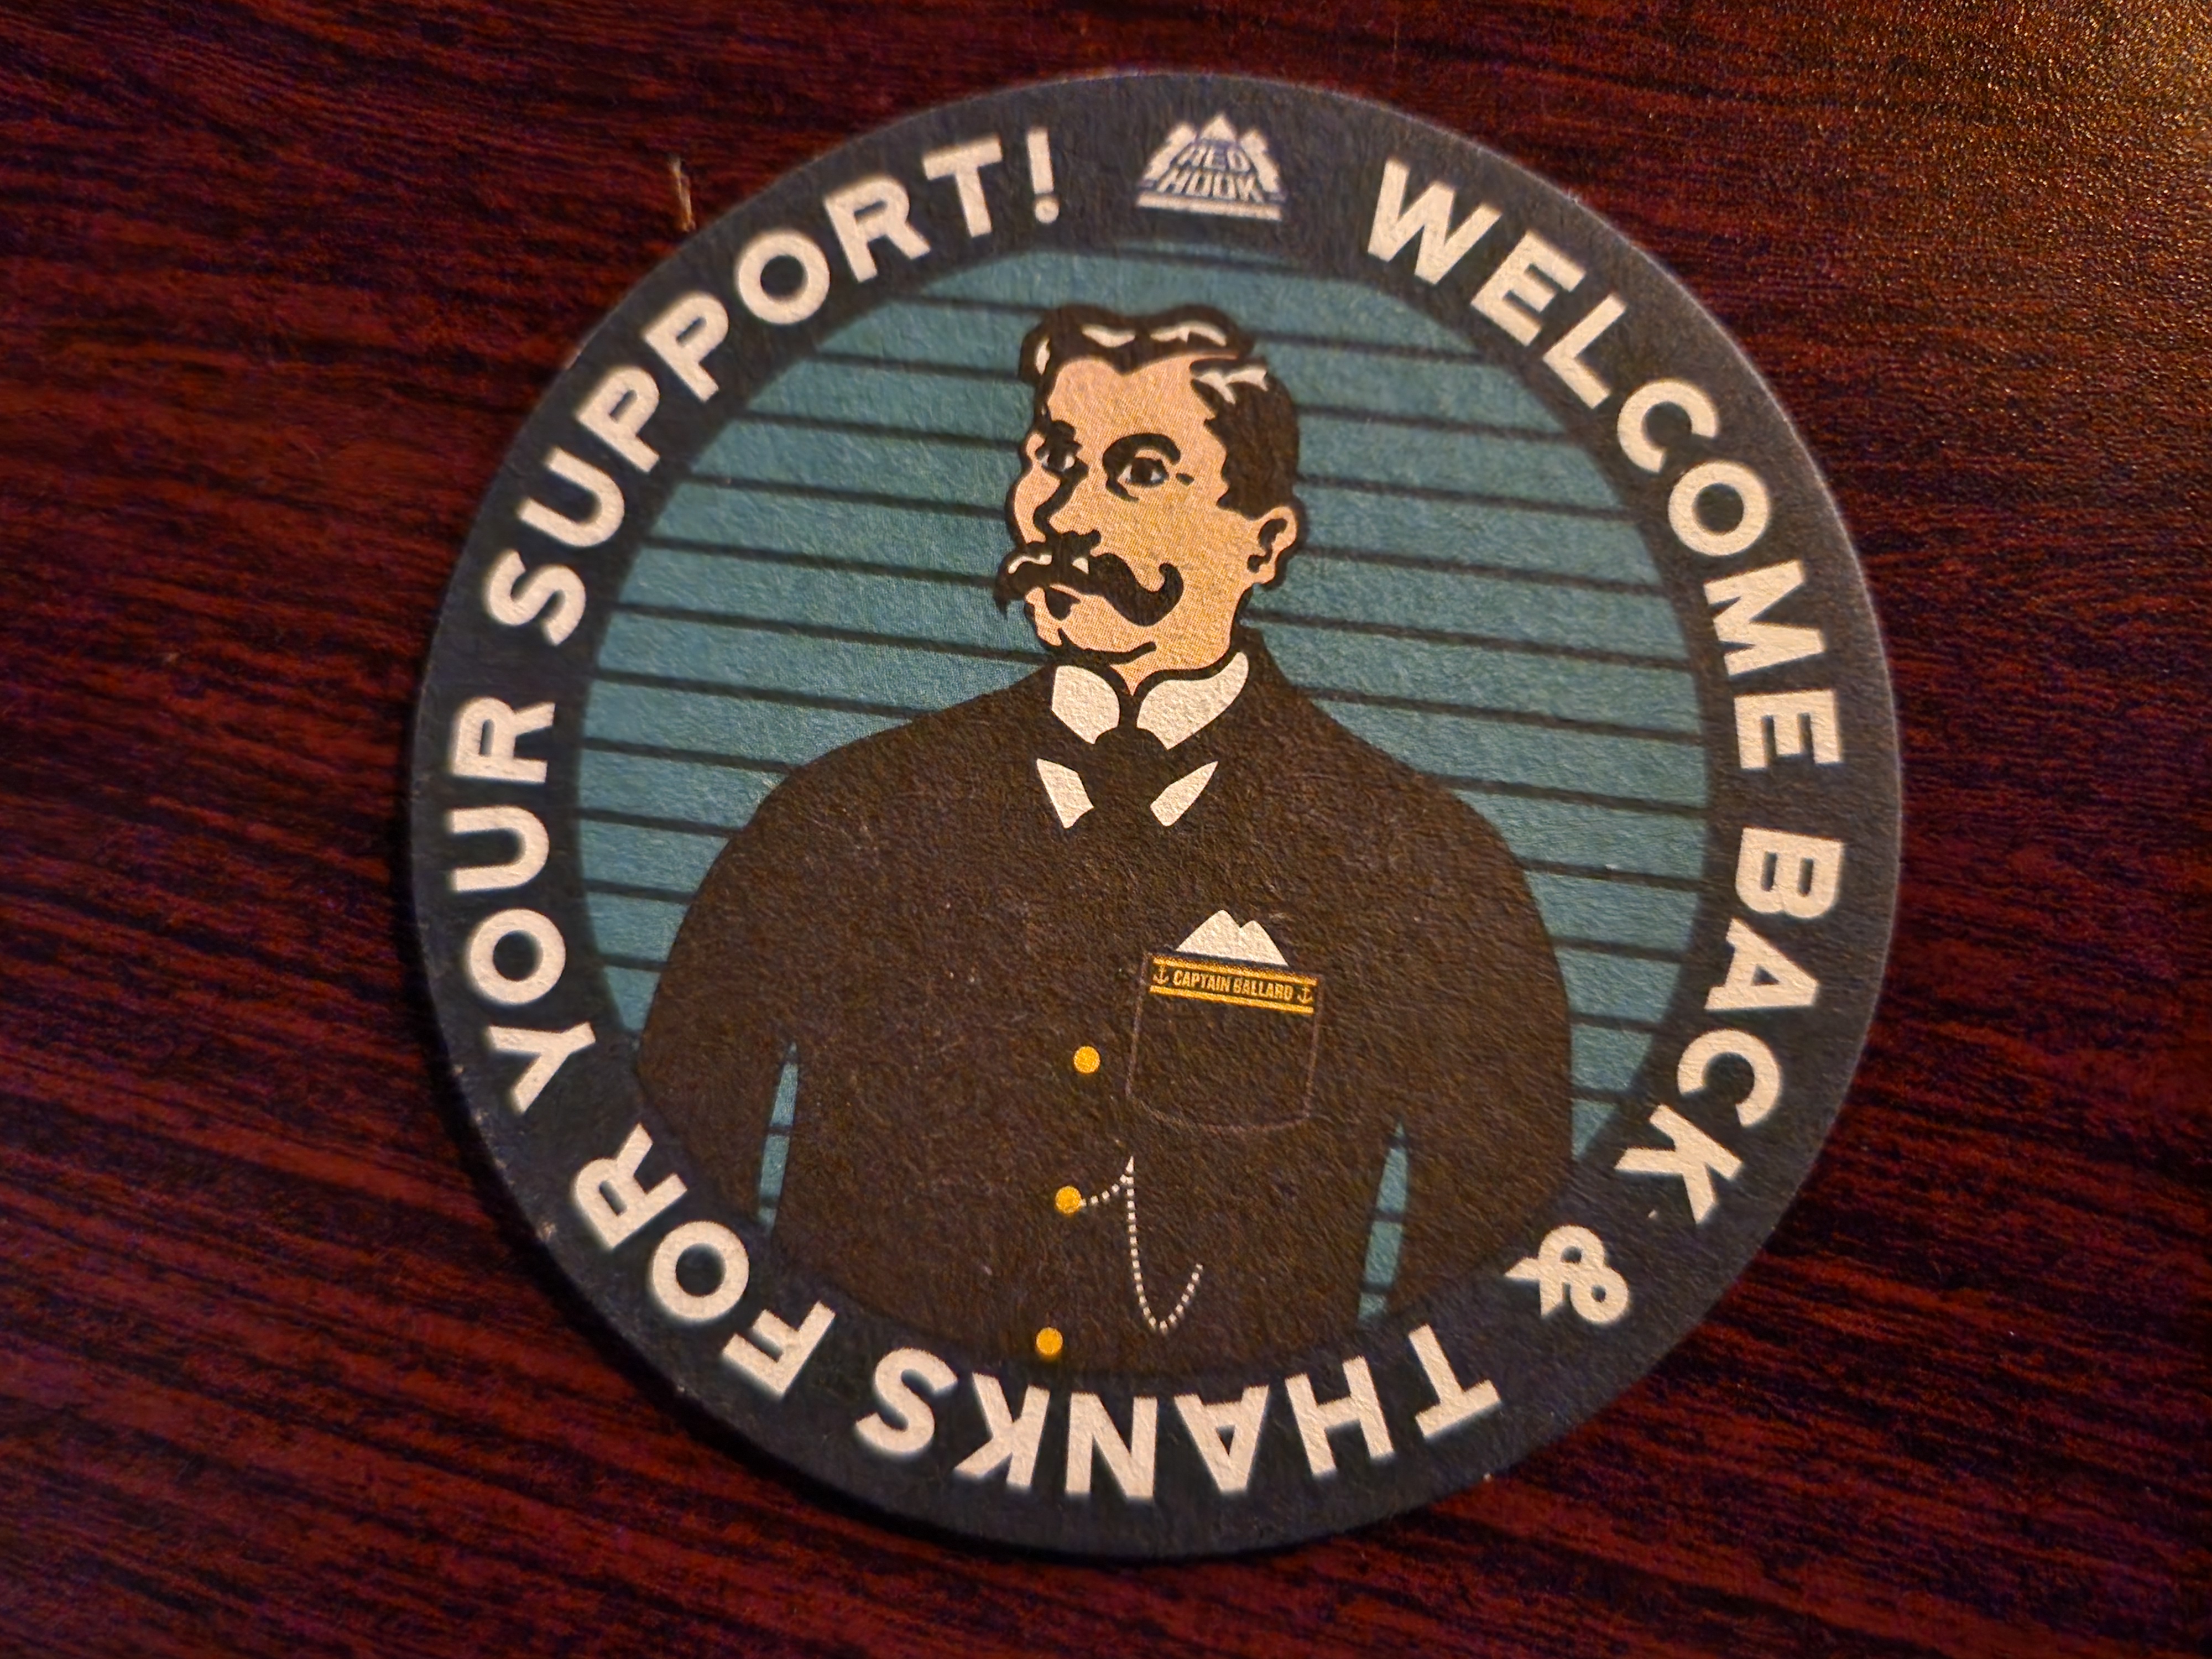 RED
HOOK
WELCOME BACK & THANKS FOR YOUR SUPPORT!
CAPTAIN BALLARD